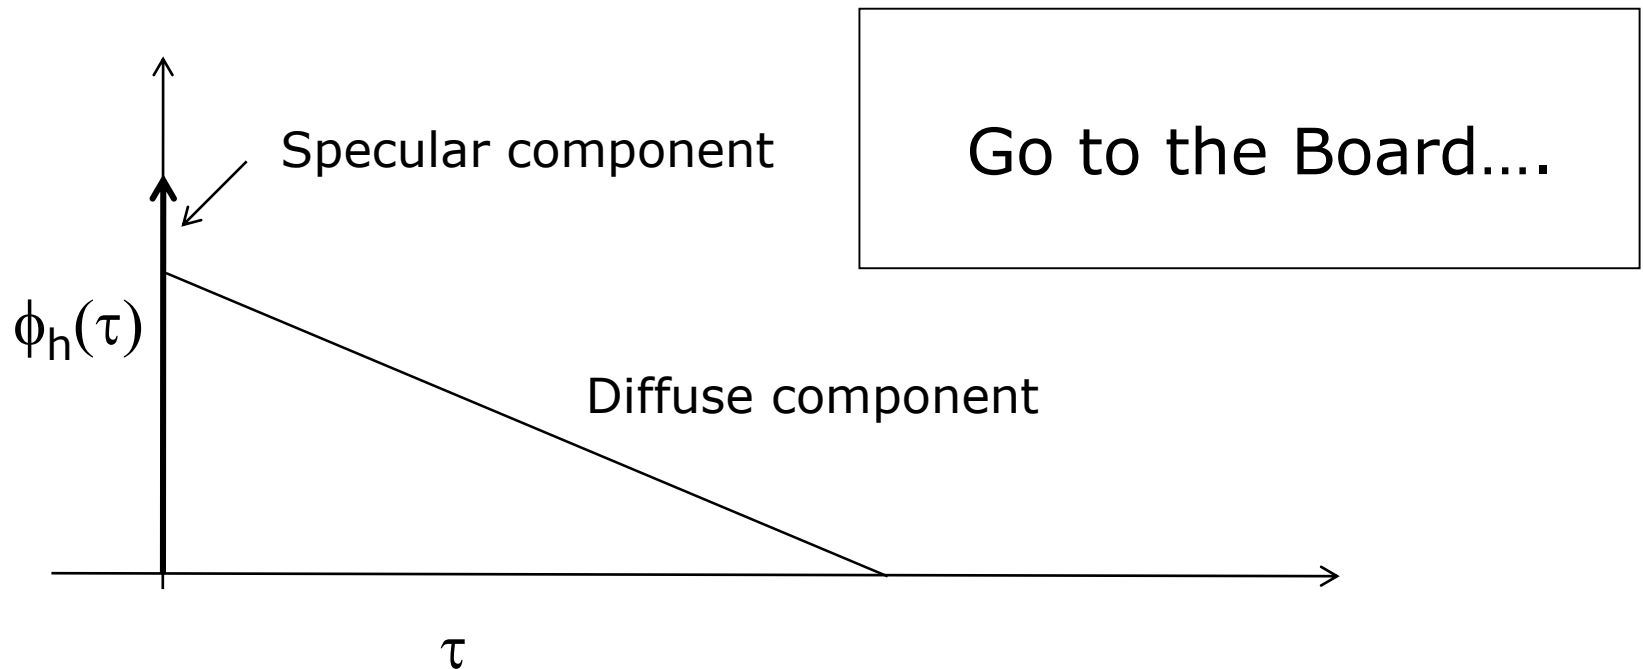 Go to the Board....
Specular component
ϕh(τ)
Diffuse component
τ